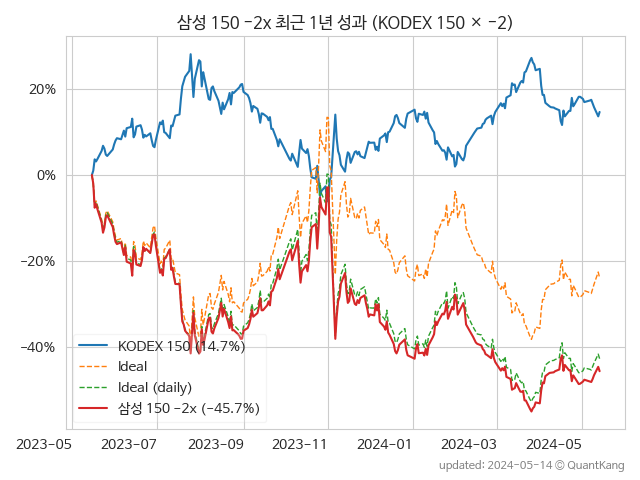 삼성 150 −2x 최근 1년 성과 (KODEX 150 × −2)
20%
0%
−20%
−40%
KODEX 150 (14.7%)
Ideal
Ideal (daily)
삼성 150 −2x (−45.7%)
2023−05 2023−07 2023−09 2023−11 2024−01 2024−03 2024−05
updated: 2024−05−14 © QuantKang